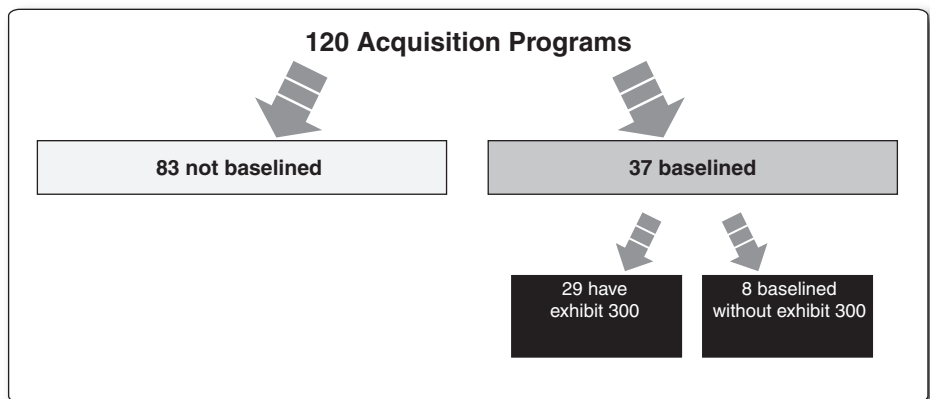 120 Acquisition Programs
83 not baselined
37 baselined
29 have
exhibit 300
8 baselined
without exhibit 300